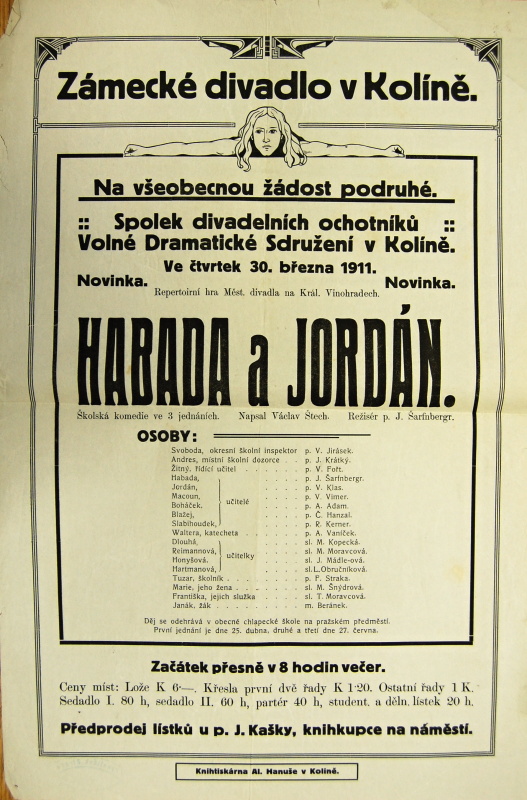 Zámecké divadlo v Kolíně.
Na všeobecnou žádost podruhé.
:: Spolek divadelních ochotníků ::
Volné Dramatické Sdružení v Kolíně.
Ve čtvrtek 30. března 1911.
Novinka. Novinka.
Repertoirní hra Měst. divadla na Král. Vinohradech.
HABADA a JORDÁN.
Školská komedie ve 3 jednáních. Napsal Václav Štech. Režisér p. J. Šarfnbergr.
OSOBY:
Svoboda, okresní školní inspektor p. V. Jirásek.
Andres, místní školní dozorce . . p. J. Krátký.
Žitný, řídící učitel . . . . . . p. V. Fořt.
Habada, p. J. Šarfnbergr.
Jordán, p. V. Klas.
Macoun, p. V. Vimer.
učitelé
Boháček, p. A. Adam.
Blažej, p. Č. Hanzal.
Slabihoudek, p. R. Kerner.
Waltera, katecheta . . . . . . p. A. Vaníček.
Dlouhá, sl. M. Kopecká.
Reimannová, sl. M. Moravcová.
učitelky
Honyšová, sl. J. Mádle-ová.
Hartmanová, sl. L. Obručníková.
Tuzar, školník . . . . . . . . p. F. Straka.
Marie, jeho žena . . . . . . . sl. M. Šnýdrová.
Františka, jejich služka . . . . sl. T. Moravcová.
Janák, žák . . . . . . . . . m. Beránek.
Děj se odehrává v obecné chlapecké škole na pražském předměstí.
První jednání je dne 25. dubna, druhé a třetí dne 27. června.
Začátek přesně v 8 hodin večer.
Ceny míst: Lože K 6·—. Křesla první dvě řady K 1·20. Ostatní řady 1 K.
Sedadlo I. 80 h, sedadlo II. 60 h, partér 40 h, student. a děln. lístek 20 h.
Předprodej lístků u p. J. Kašky, knihkupce na náměstí.
Knihtiskárna Al. Hanuše v Kolíně.